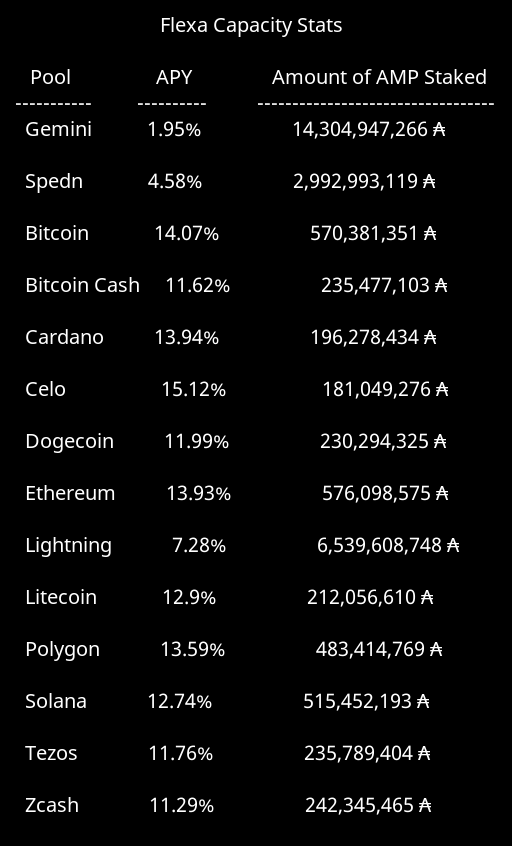 Flexa Capacity Stats
Pool APY Amount of AMP Staked
----------- ---------- ----------------------------------
Gemini 1.95% 14,304,947,266 ₳
Spedn 4.58% 2,992,993,119 ₳
Bitcoin 14.07% 570,381,351 ₳
Bitcoin Cash 11.62% 235,477,103 ₳
Cardano 13.94% 196,278,434 ₳
Celo 15.12% 181,049,276 ₳
Dogecoin 11.99% 230,294,325 ₳
Ethereum 13.93% 576,098,575 ₳
Lightning 7.28% 6,539,608,748 ₳
Litecoin 12.9% 212,056,610 ₳
Polygon 13.59% 483,414,769 ₳
Solana 12.74% 515,452,193 ₳
Tezos 11.76% 235,789,404 ₳
Zcash 11.29% 242,345,465 ₳